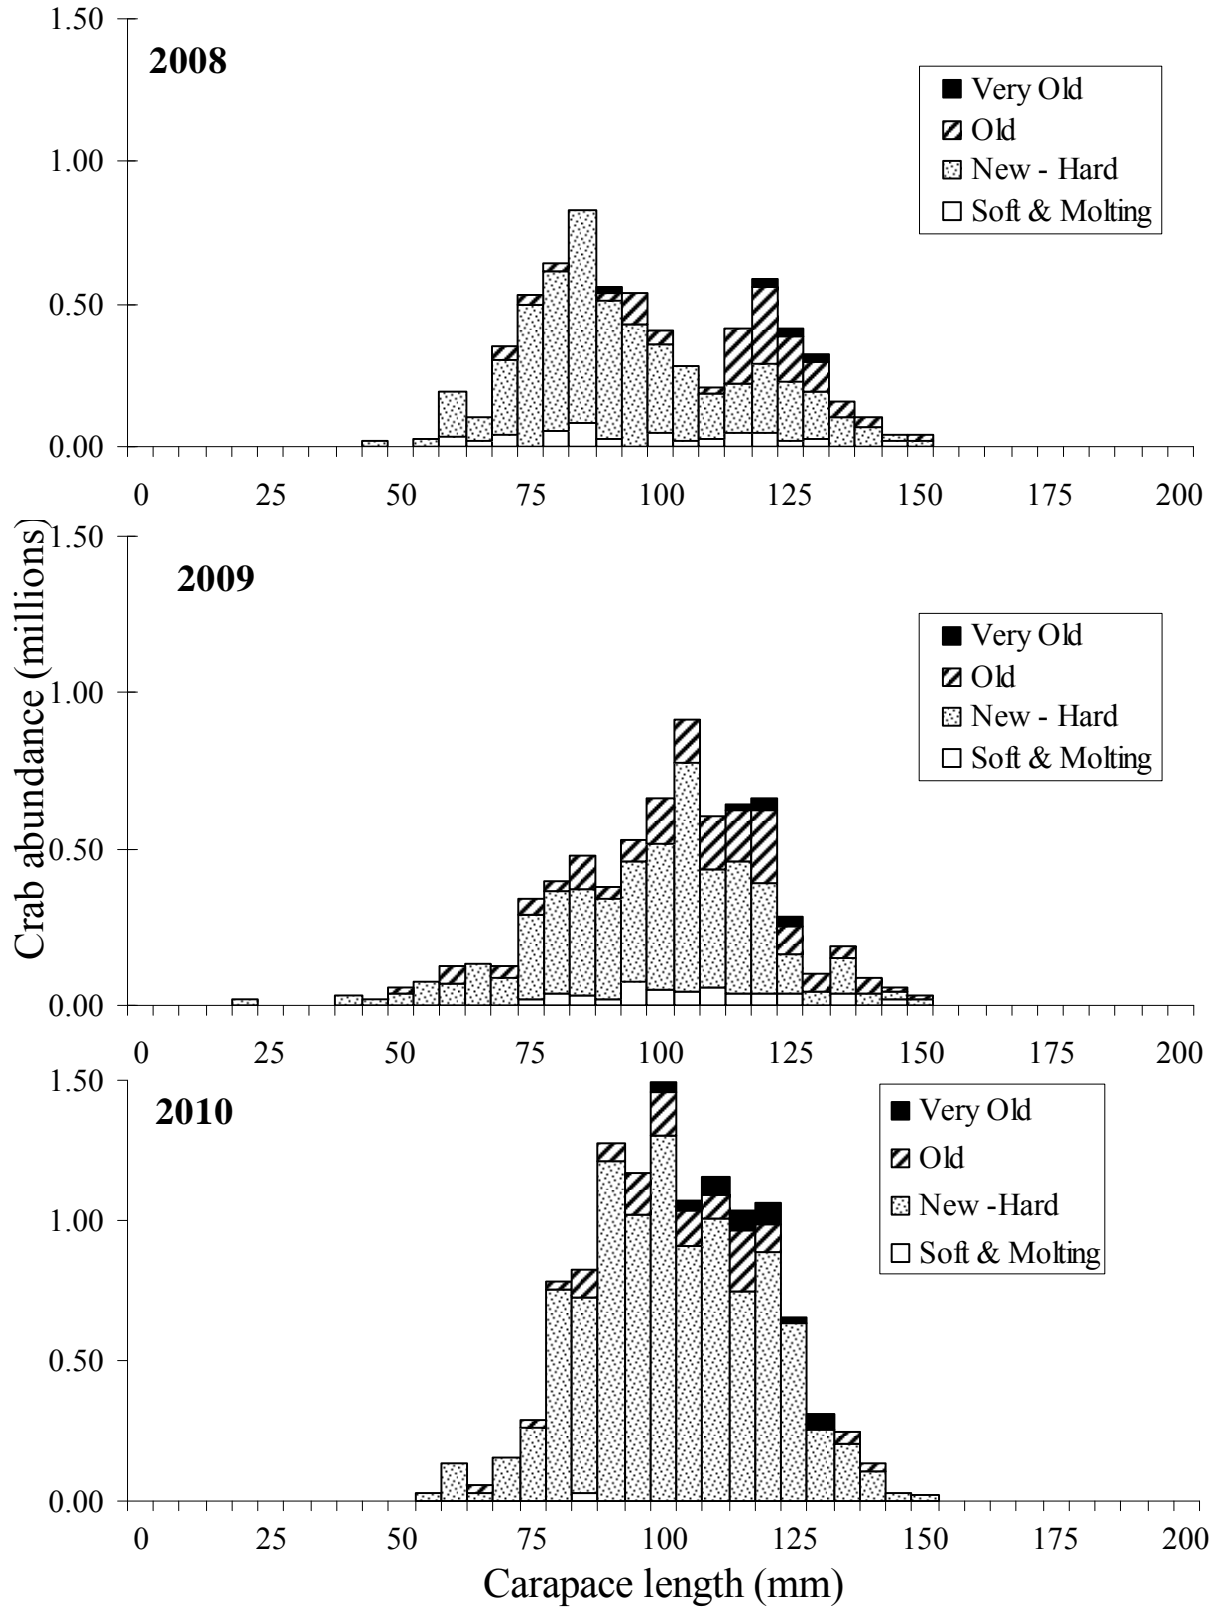 1.50
2008
Very Old
Old
New - Hard
Soft & Molting
1.00
0.50
0.00
0 25 50 75 100 125 150 175 200
Crab abundance (millions)
1.50
2009
Very Old
Old
New - Hard
Soft & Molting
1.00
0.50
0.00
0 25 50 75 100 125 150 175 200
1.50
2010
Very Old
Old
New -Hard
Soft & Molting
1.00
0.50
0.00
0 25 50 75 100 125 150 175 200
Carapace length (mm)